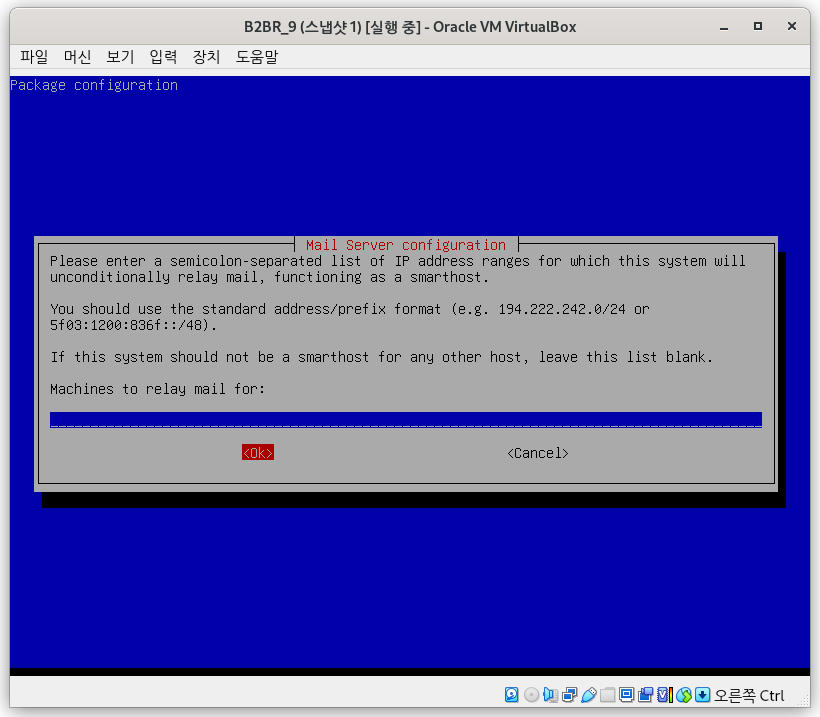 B2BR_9 (스냅샷 1) [실행 중] - Oracle VM VirtualBox
파일 머신 보기 입력 장치 도움말
Package configuration
Mail Server configuration
Please enter a semicolon-separated list of IP address ranges for which this system will
unconditionally relay mail, functioning as a smarthost.
You should use the standard address/prefix format (e.g. 194.222.242.0/24 or
5f03:1200:836f::/48).
If this system should not be a smarthost for any other host, leave this list blank.
Machines to relay mail for:
<Ok> <Cancel>
오른쪽 Ctrl